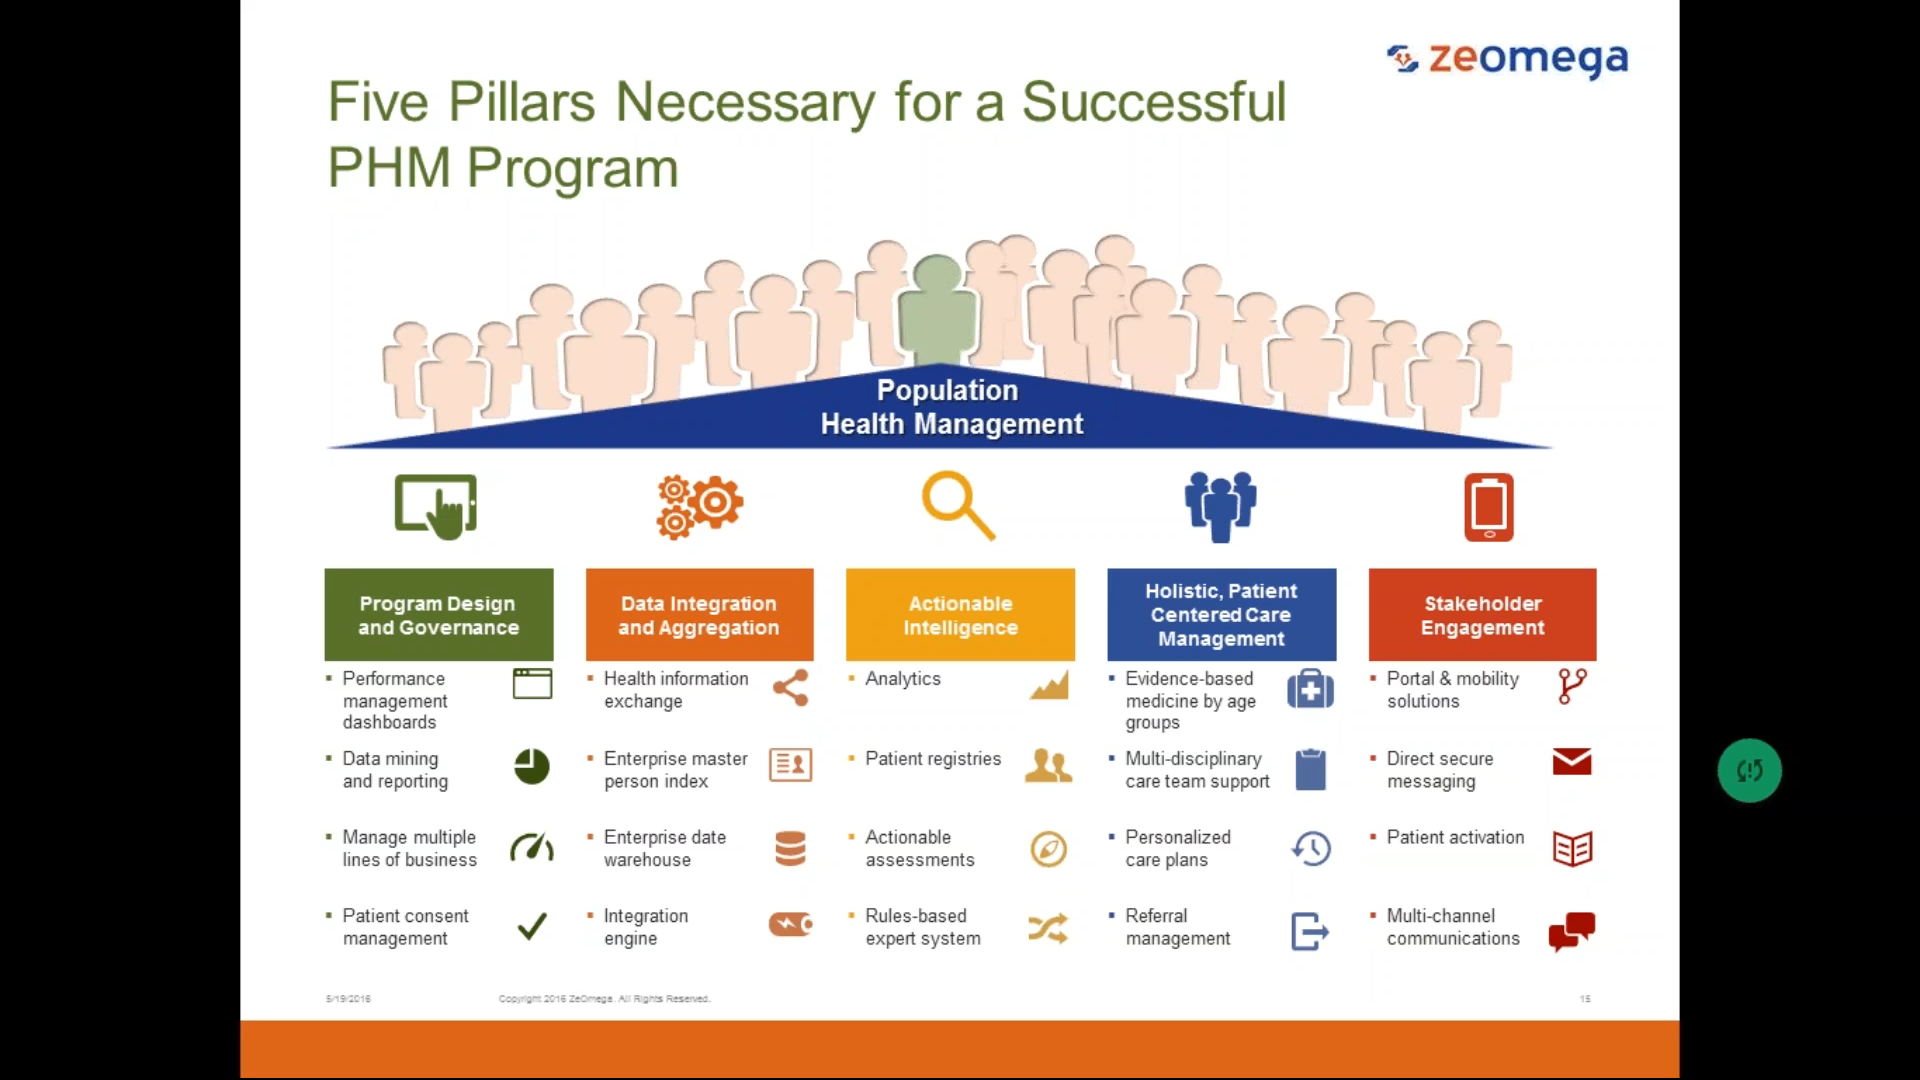 zeomega
Five Pillars Necessary for a Successful
PHM Program
Population
Health Management
Program Design
and Governance
Performance
management
dashboards
Data mining
and reporting
Manage multiple
lines of business
Patient consent
management
Data Integration
and Aggregation
Health information
exchange
Enterprise master
person index
Enterprise date
warehouse
Integration
engine
Actionable
Intelligence
Analytics
Patient registries
Actionable
assessments
Rules-based
expert system
Holistic, Patient
Centered Care
Management
Evidence-based
medicine by age
groups
Multi-disciplinary
care team support
Personalized
care plans
Referral
management
Stakeholder
Engagement
Portal & mobility
solutions
Direct secure
messaging
Patient activation
Multi-channel
communications
5/19/2016
Copyright 2016 ZeOmega. All Rights Reserved.
15